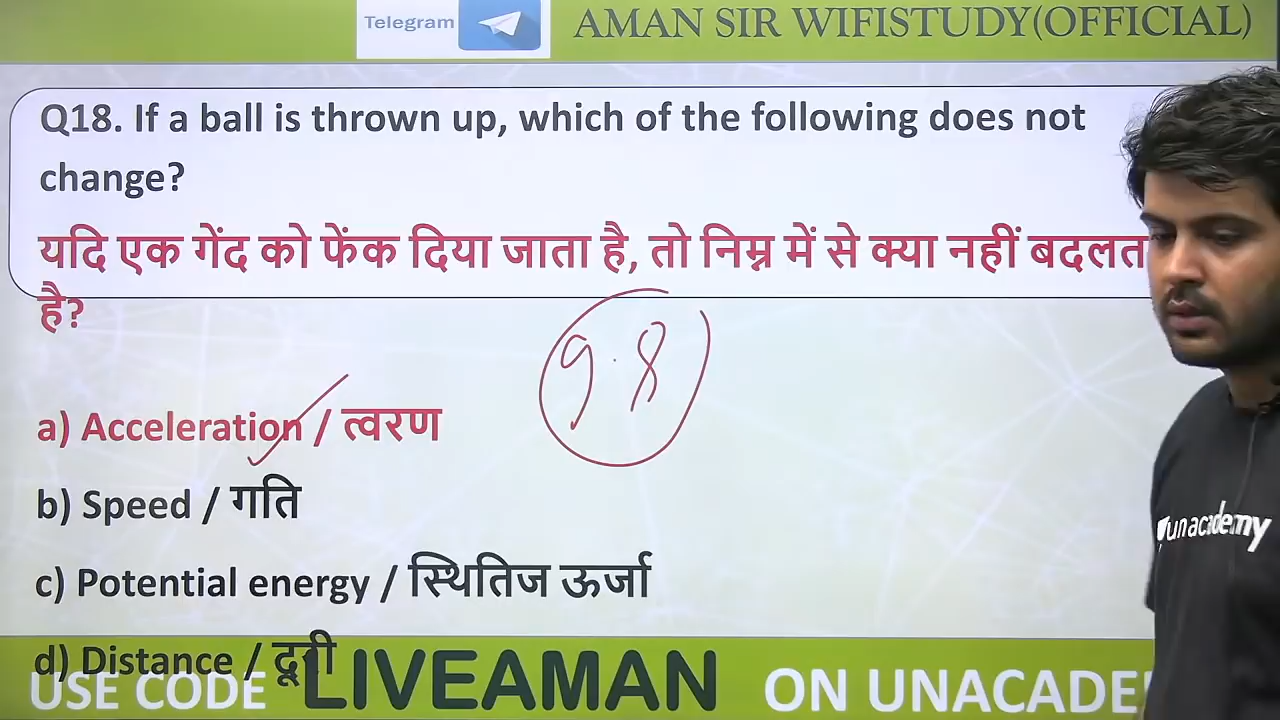 Telegram
AMAN SIR WIFISTUDY(OFFICIAL)
Q18. If a ball is thrown up, which of the following does not
change?
यदि एक गेंद को फेंक दिया जाता है, तो निम्न में से क्या नहीं बदलत
है?
9.8
a) Acceleration / त्वरण
b) Speed / गति
c) Potential energy / स्थितिज ऊर्जा
d) Distance / दूरी
USE CODE LIVEAMAN ON UNACADE
unacademy